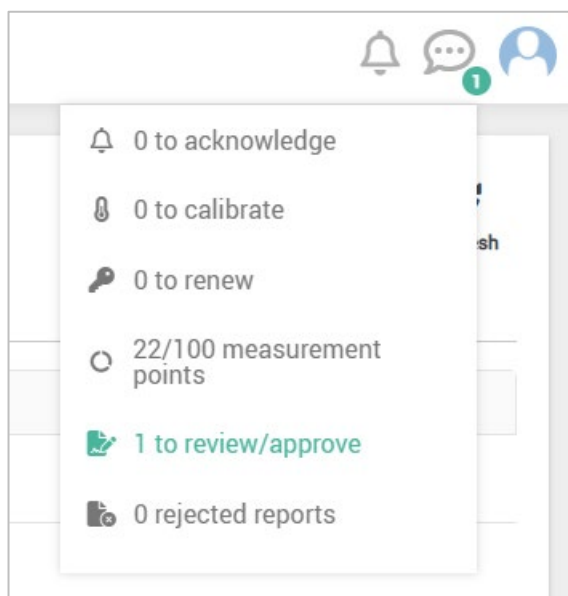 1
0 to acknowledge
0 to calibrate
sh
0 to renew
22/100 measurement
points
1 to review/approve
0 rejected reports